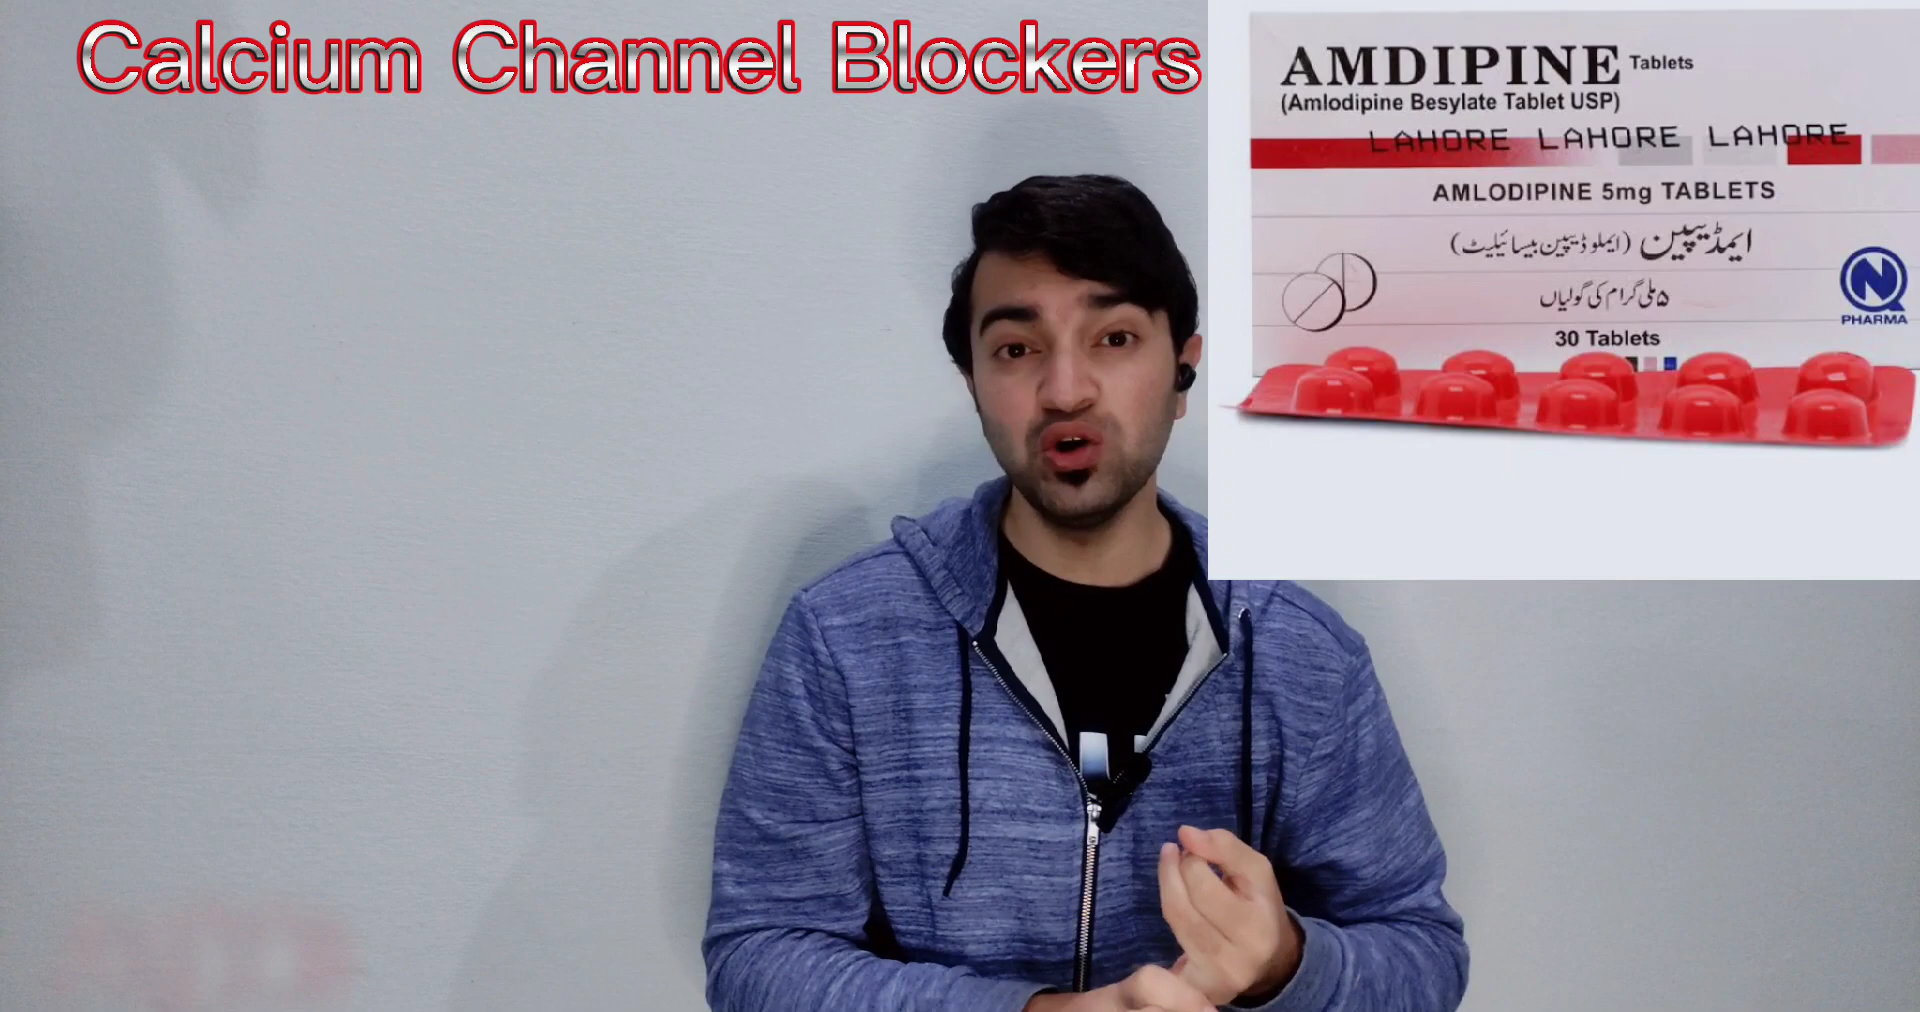 Calcium Channel Blockers
AMDIPINE Tablets
(Amlodipine Besylate Tablet USP)
LAHORE LAHORE LAHORE
AMLODIPINE 5mg TABLETS
ایمڈیپین (ایملوڈیپین بیسائیلیٹ)
۵ ملی گرام کی گولیاں
NQ
PHARMA
30 Tablets